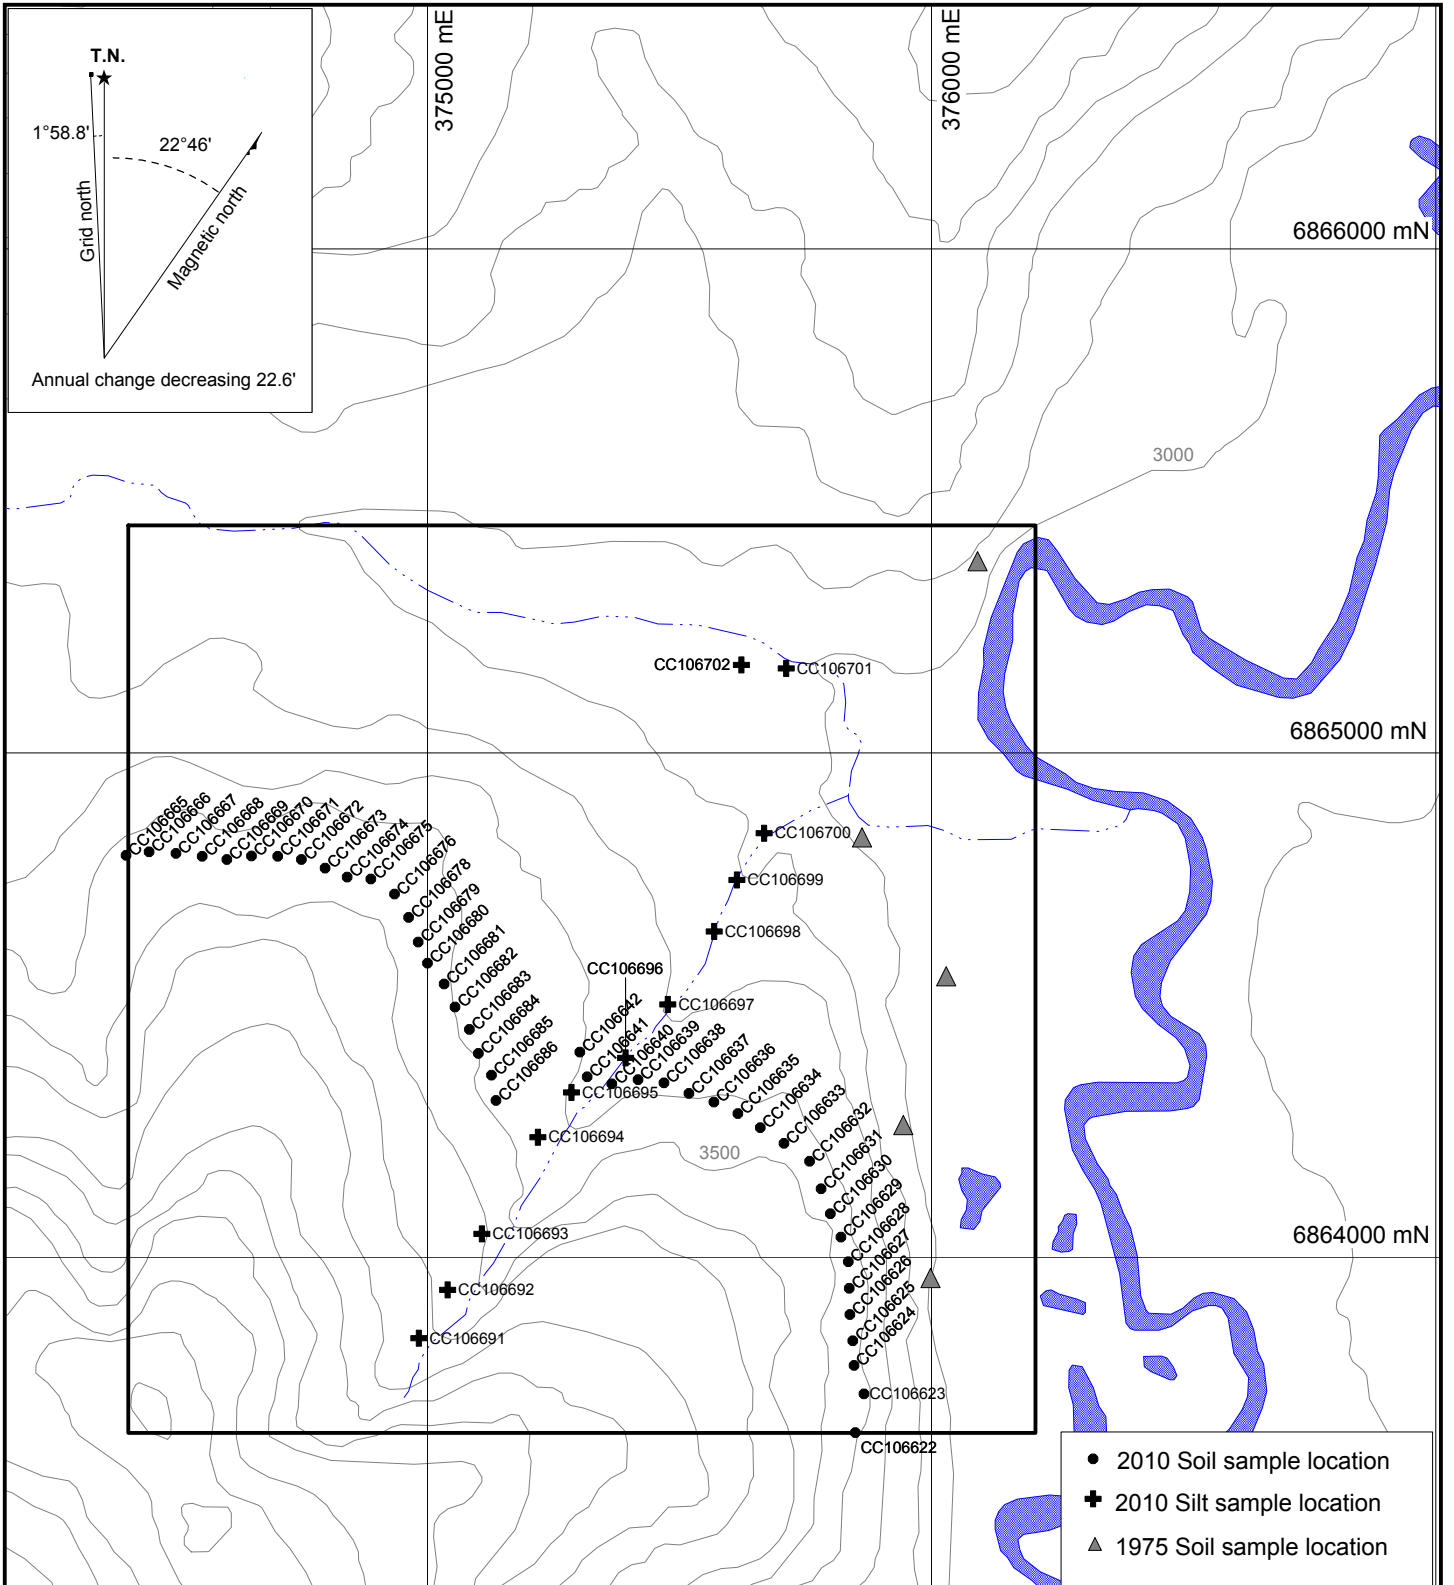 T.N.
1°58.8'
22°46'
Grid north
Magnetic north
Annual change decreasing 22.6'
375000 mE
376000 mE
6866000 mN
3000
CC106702
CC106701
6865000 mN
CC106665
CC106666
CC106667
CC106668
CC106669
CC106670
CC106671
CC106672
CC106673
CC106674
CC106675
CC106676
CC106678
CC106679
CC106680
CC106681
CC106682
CC106683
CC106684
CC106685
CC106686
CC106700
CC106699
CC106698
CC106696
CC106697
CC106642
CC106641
CC106640
CC106639
CC106638
CC106637
CC106636
CC106635
CC106634
CC106633
CC106632
CC106631
CC106630
CC106629
CC106628
CC106627
CC106626
CC106625
CC106624
CC106623
CC106622
CC106695
CC106694
3500
CC106693
6864000 mN
CC106692
CC106691
2010 Soil sample location
2010 Silt sample location
1975 Soil sample location